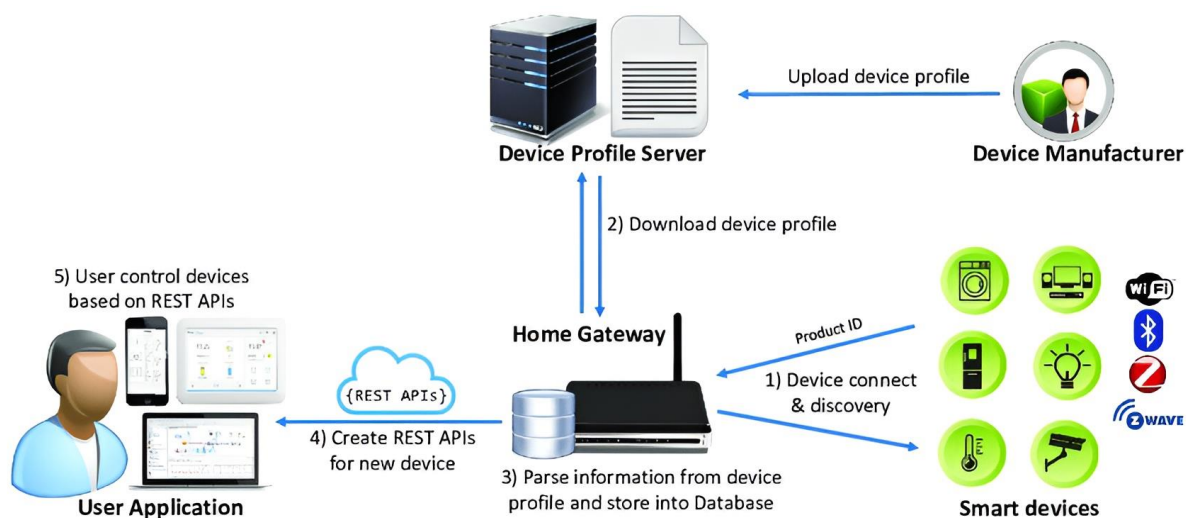 Upload device profile
Device Profile Server
Device Manufacturer
2) Download device profile
5) User control devices
based on REST APIs
WiFi
Home Gateway
Product ID
1) Device connect
& discovery
{REST APIs}
Z WAVE
4) Create REST APIs
for new device
3) Parse information from device
profile and store into Database
User Application
Smart devices